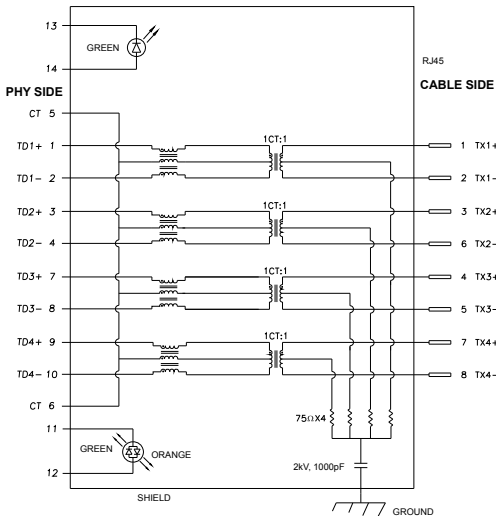 13
GREEN
14
RJ45
PHY SIDE
CABLE SIDE
CT 5
1CT:1
TD1+ 1
1 TX1+
TD1- 2
2 TX1-
1CT:1
TD2+ 3
3 TX2+
TD2- 4
6 TX2-
1CT:1
TD3+ 7
4 TX3+
TD3- 8
5 TX3-
1CT:1
TD4+ 9
7 TX4+
TD4- 10
8 TX4-
CT 6
75ΩX4
11
GREEN
ORANGE
2kV, 1000pF
12
SHIELD
GROUND